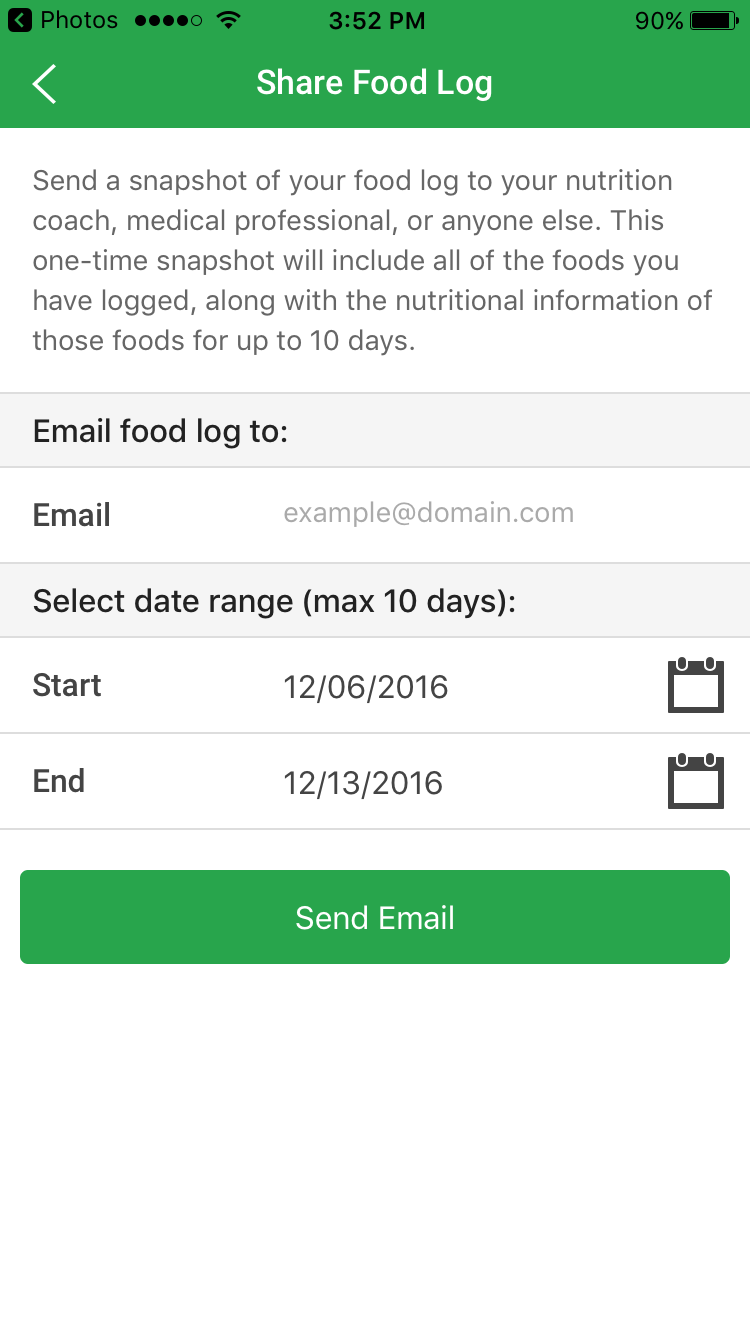 Photos 3:52 PM 90%
Share Food Log
Send a snapshot of your food log to your nutrition
coach, medical professional, or anyone else. This
one-time snapshot will include all of the foods you
have logged, along with the nutritional information of
those foods for up to 10 days.
Email food log to:
Email example@domain.com
Select date range (max 10 days):
Start 12/06/2016
End 12/13/2016
Send Email